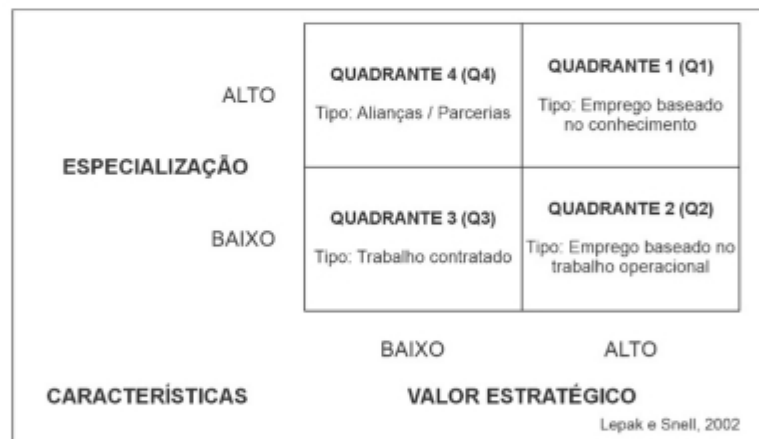 QUADRANTE 4 (Q4)
Tipo: Alianças / Parcerias
QUADRANTE 1 (Q1)
Tipo: Emprego baseado
no conhecimento
ALTO
ESPECIALIZAÇÃO
BAIXO
QUADRANTE 3 (Q3)
Tipo: Trabalho contratado
QUADRANTE 2 (Q2)
Tipo: Emprego baseado no
trabalho operacional
BAIXO
ALTO
CARACTERÍSTICAS
VALOR ESTRATÉGICO
Lepak e Snell, 2002